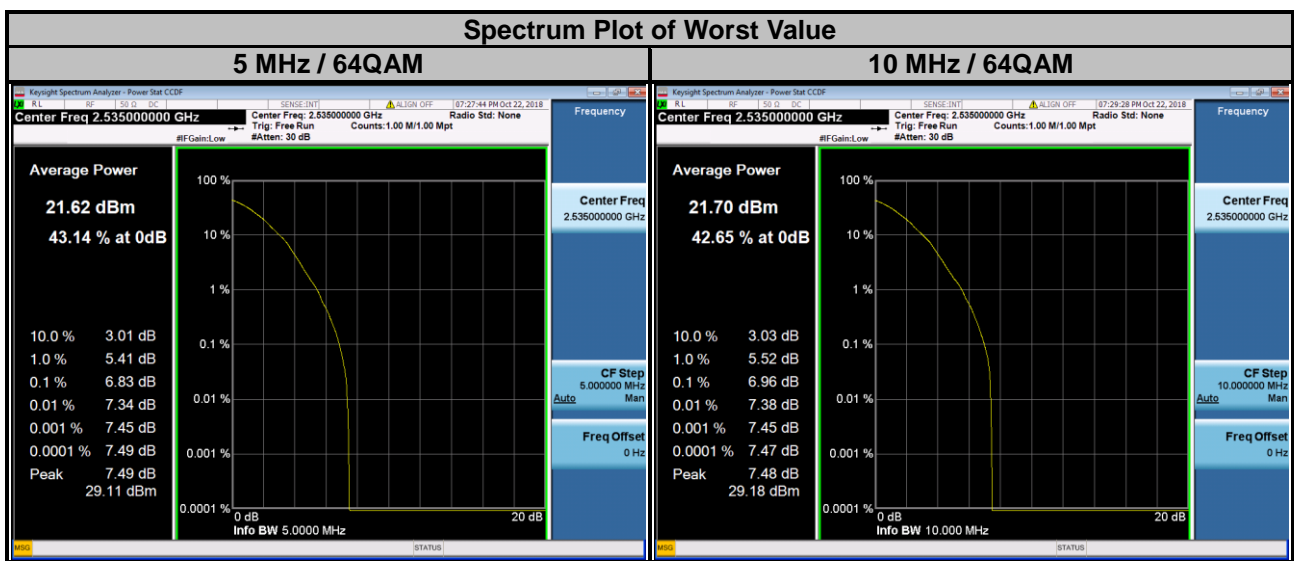 Spectrum Plot of Worst Value
5 MHz / 64QAM
10 MHz / 64QAM
Keysight Spectrum Analyzer - Power Stat CCDF
RL RF 50 Ω DC SENSE:INT ALIGN OFF 07:27:44 PM Oct 22, 2018
Center Freq 2.535000000 GHz
Center Freq: 2.535000000 GHz Radio Std: None
Trig: Free Run Counts:1.00 M/1.00 Mpt
#IFGain:Low #Atten: 30 dB
Frequency
Average Power
21.62 dBm
43.14 % at 0dB
10.0 % 3.01 dB
1.0 % 5.41 dB
0.1 % 6.83 dB
0.01 % 7.34 dB
0.001 % 7.45 dB
0.0001 % 7.49 dB
Peak 7.49 dB
29.11 dBm
100 %
10 %
1 %
0.1 %
0.01 %
0.001 %
0.0001 %
0 dB 20 dB
Info BW 5.0000 MHz
Center Freq
2.535000000 GHz
CF Step
5.000000 MHz
Auto Man
Freq Offset
0 Hz
MSG STATUS
Keysight Spectrum Analyzer - Power Stat CCDF
RL RF 50 Ω DC SENSE:INT ALIGN OFF 07:29:28 PM Oct 22, 2018
Center Freq 2.535000000 GHz
Center Freq: 2.535000000 GHz Radio Std: None
Trig: Free Run Counts:1.00 M/1.00 Mpt
#IFGain:Low #Atten: 30 dB
Frequency
Average Power
21.70 dBm
42.65 % at 0dB
10.0 % 3.03 dB
1.0 % 5.52 dB
0.1 % 6.96 dB
0.01 % 7.38 dB
0.001 % 7.45 dB
0.0001 % 7.47 dB
Peak 7.48 dB
29.18 dBm
100 %
10 %
1 %
0.1 %
0.01 %
0.001 %
0.0001 %
0 dB 20 dB
Info BW 10.000 MHz
Center Freq
2.535000000 GHz
CF Step
10.000000 MHz
Auto Man
Freq Offset
0 Hz
MSG STATUS